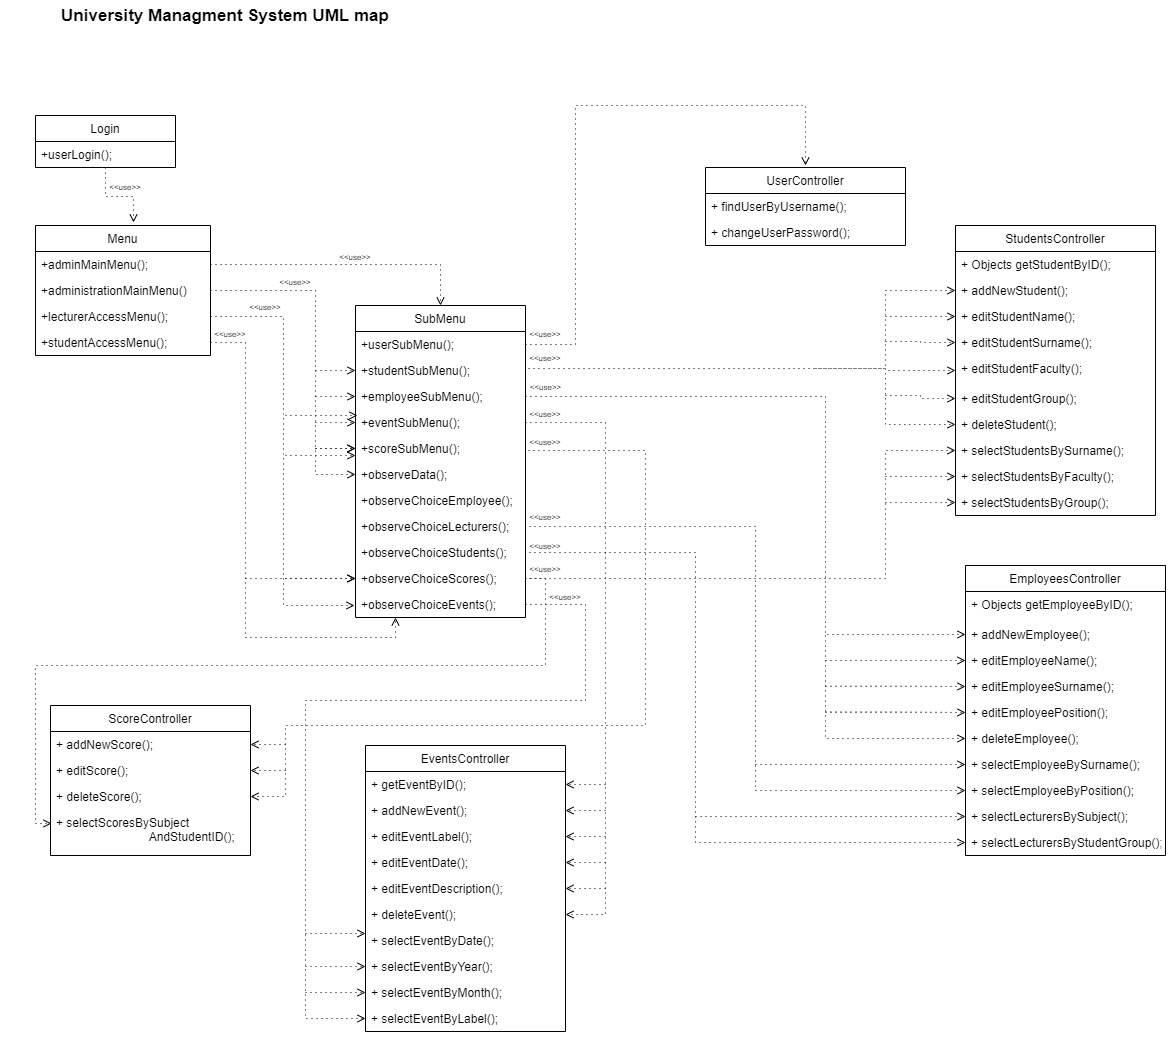 University Managment System UML map
Login
+userLogin();
<<use>>
Menu
+adminMainMenu();
+administrationMainMenu()
+lecturerAccessMenu();
+studentAccessMenu();
<<use>>
<<use>>
<<use>>
<<use>>
SubMenu
+userSubMenu();
+studentSubMenu();
+employeeSubMenu();
+eventSubMenu();
+scoreSubMenu();
+observeData();
+observeChoiceEmployee();
+observeChoiceLecturers();
+observeChoiceStudents();
+observeChoiceScores();
+observeChoiceEvents();
<<use>>
<<use>>
<<use>>
<<use>>
<<use>>
<<use>>
<<use>>
<<use>>
<<use>>
UserController
+ findUserByUsername();
+ changeUserPassword();
StudentsController
+ Objects getStudentByID();
+ addNewStudent();
+ editStudentName();
+ editStudentSurname();
+ editStudentFaculty();
+ editStudentGroup();
+ deleteStudent();
+ selectStudentsBySurname();
+ selectStudentsByFaculty();
+ selectStudentsByGroup();
EmployeesController
+ Objects getEmployeeByID();
+ addNewEmployee();
+ editEmployeeName();
+ editEmployeeSurname();
+ editEmployeePosition();
+ deleteEmployee();
+ selectEmployeeBySurname();
+ selectEmployeeByPosition();
+ selectLecturersBySubject();
+ selectLecturersByStudentGroup();
ScoreController
+ addNewScore();
+ editScore();
+ deleteScore();
+ selectScoresBySubject
AndStudentID();
EventsController
+ getEventByID();
+ addNewEvent();
+ editEventLabel();
+ editEventDate();
+ editEventDescription();
+ deleteEvent();
+ selectEventByDate();
+ selectEventByYear();
+ selectEventByMonth();
+ selectEventByLabel();